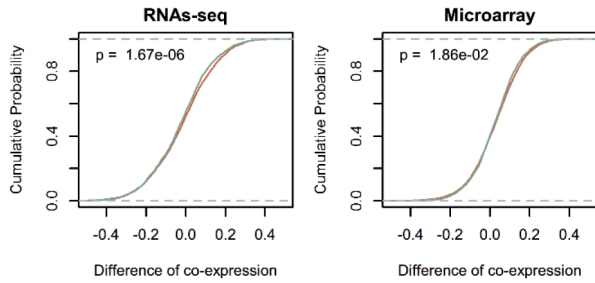 RNAs-seq
p = 1.67e-06
Cumulative Probability
0.0 0.4 0.8
-0.4 -0.2 0.0 0.2 0.4
Difference of co-expression
Microarray
p = 1.86e-02
Cumulative Probability
0.0 0.4 0.8
-0.4 -0.2 0.0 0.2 0.4
Difference of co-expression